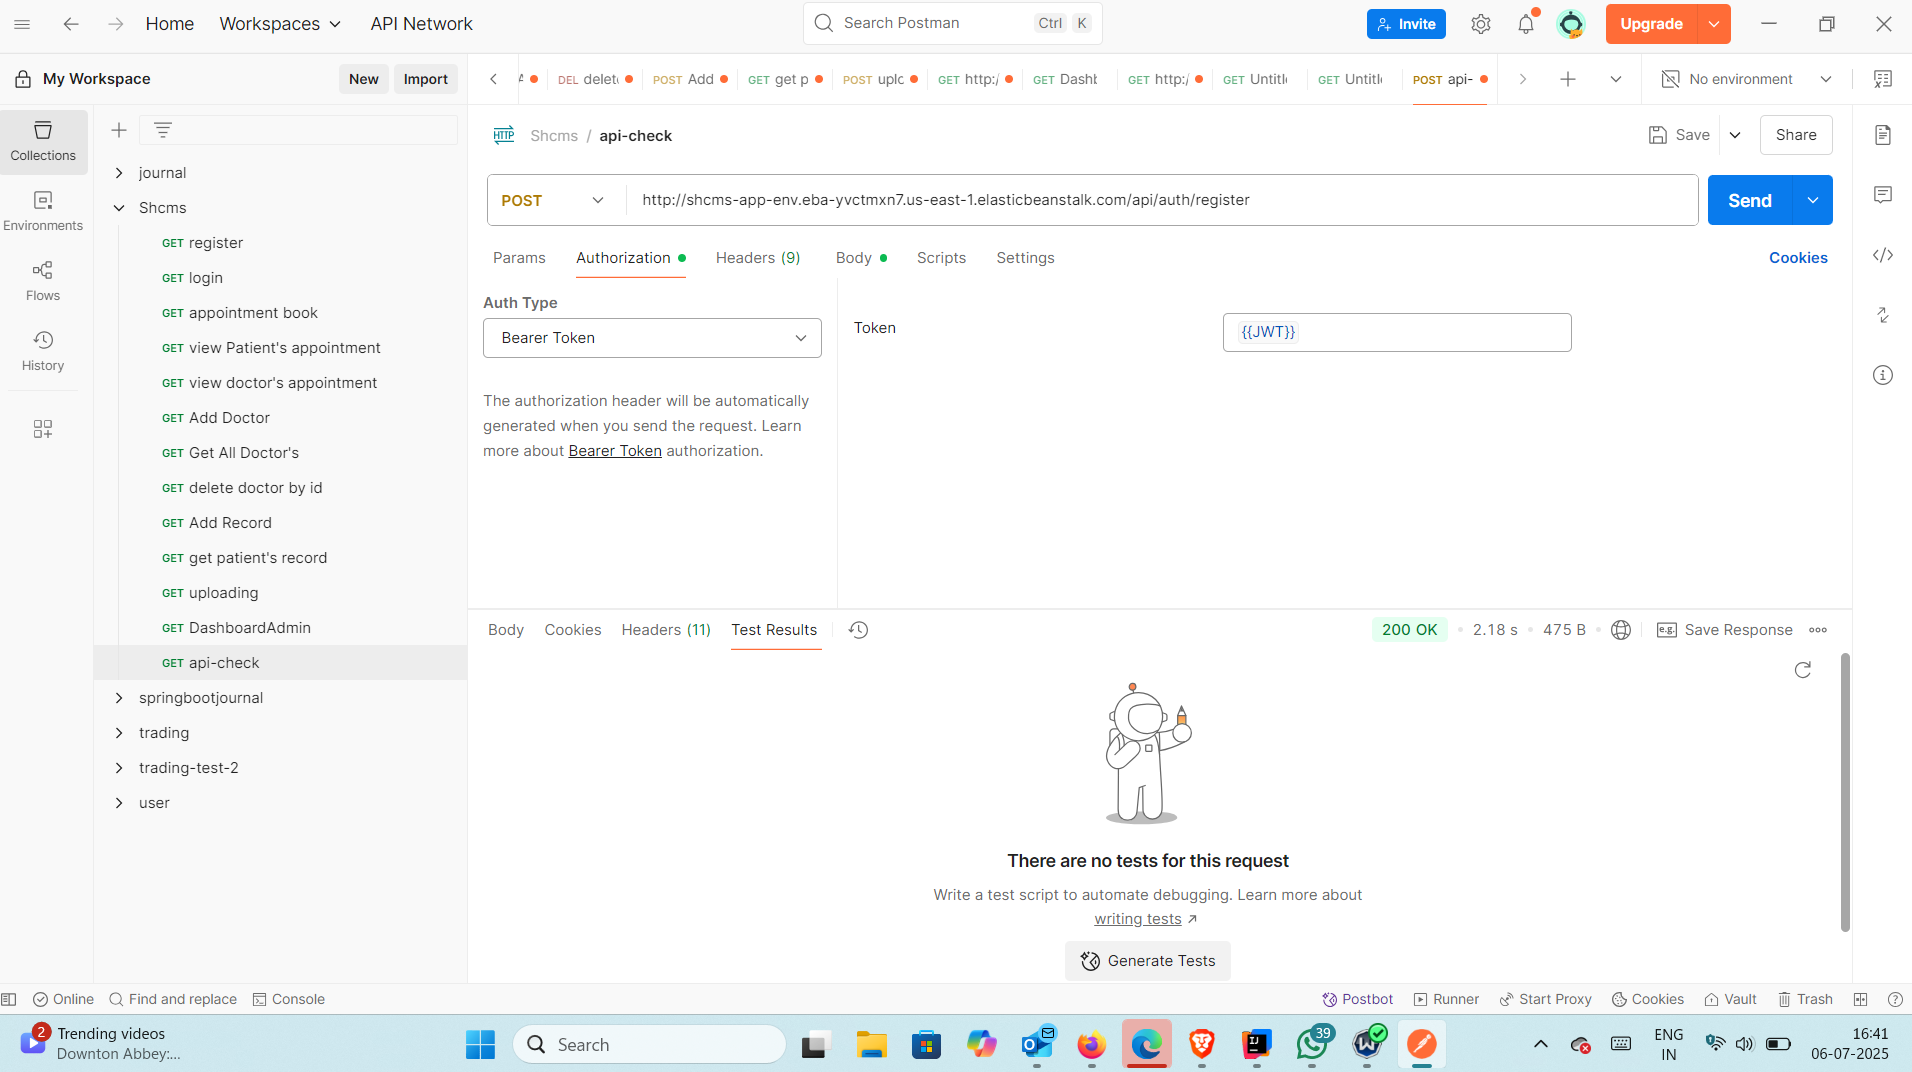 Home Workspaces API Network Search Postman Ctrl K Invite Upgrade
My Workspace New Import
DEL delet POST Add GET get p POST uplo GET http:/ GET Dashb GET http:/ GET Untitl GET Untitl POST api- No environment
Collections
Environments
Flows
History
journal
Shcms
GET register
GET login
GET appointment book
GET view Patient's appointment
GET view doctor's appointment
GET Add Doctor
GET Get All Doctor's
GET delete doctor by id
GET Add Record
GET get patient's record
GET uploading
GET DashboardAdmin
GET api-check
springbootjournal
trading
trading-test-2
user
HTTP Shcms / api-check Save Share
POST http://shcms-app-env.eba-yvctmxn7.us-east-1.elasticbeanstalk.com/api/auth/register Send
Params Authorization Headers (9) Body Scripts Settings Cookies
Auth Type
Bearer Token
Token {{JWT}}
The authorization header will be automatically
generated when you send the request. Learn
more about Bearer Token authorization.
Body Cookies Headers (11) Test Results 200 OK 2.18 s 475 B e.g. Save Response
There are no tests for this request
Write a test script to automate debugging. Learn more about
writing tests
Generate Tests
Online Find and replace Console Postbot Runner Start Proxy Cookies Vault Trash
2 Trending videos
Downton Abbey:...
Search
39
ENG
IN
16:41
06-07-2025